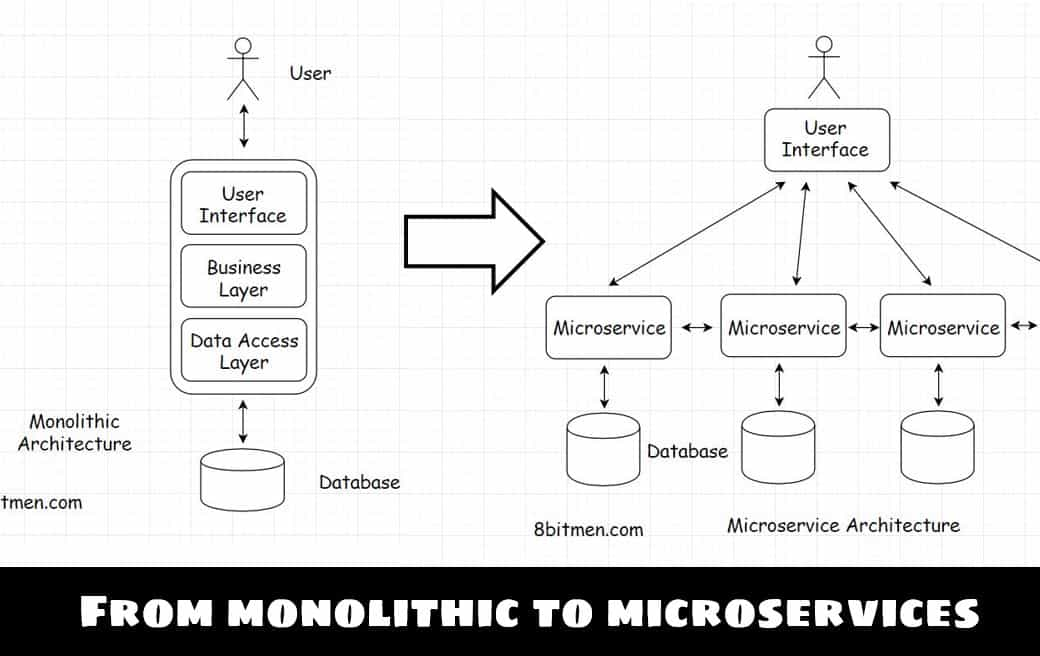 User
User
Interface
Business
Layer
Data Access
Layer
Monolithic
Architecture
Database
tmen.com
User
Interface
Microservice
Microservice
Microservice
Database
8bitmen.com
Microservice Architecture
From monolithic to microservices